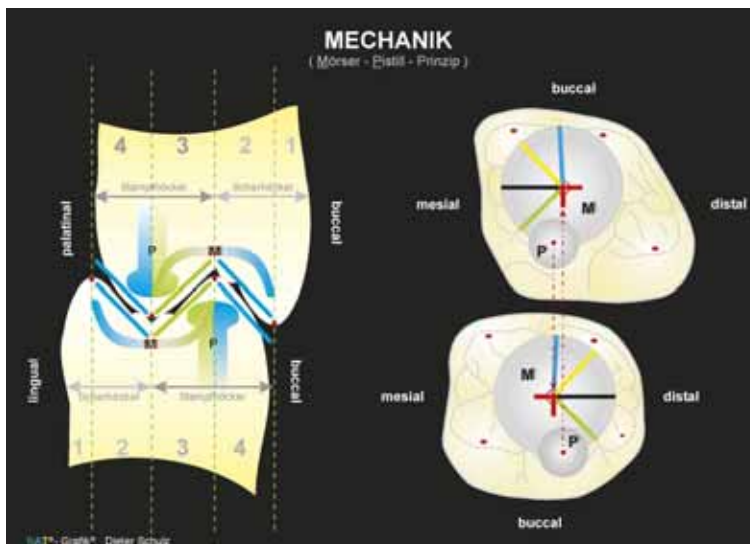 MECHANIK
( Mörser - Pistill - Prinzip )
4 3 2 1
Stampfhöcker Scherhöcker
palatinal
buccal
P
M
M
P
lingual
buccal
Scherhöcker Stampfhöcker
1 2 3 4
buccal
mesial
distal
M
P
mesial
distal
M
P
buccal
NAT®- Grafik® Dieter Schulz